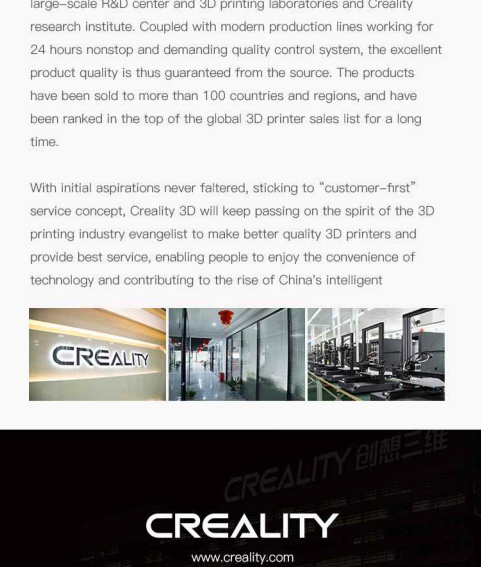 large-scale R&D center and 3D printing laboratories and Creality
research institute. Coupled with modern production lines working for
24 hours nonstop and demanding quality control system, the excellent
product quality is thus guaranteed from the source. The products
have been sold to more than 100 countries and regions, and have
been ranked in the top of the global 3D printer sales list for a long
time.
With initial aspirations never faltered, sticking to “customer-first”
service concept, Creality 3D will keep passing on the spirit of the 3D
printing industry evangelist to make better quality 3D printers and
provide best service, enabling people to enjoy the convenience of
technology and contributing to the rise of China's intelligent
CREALITY
CREALITY 创想三维
CREALITY
www.creality.com